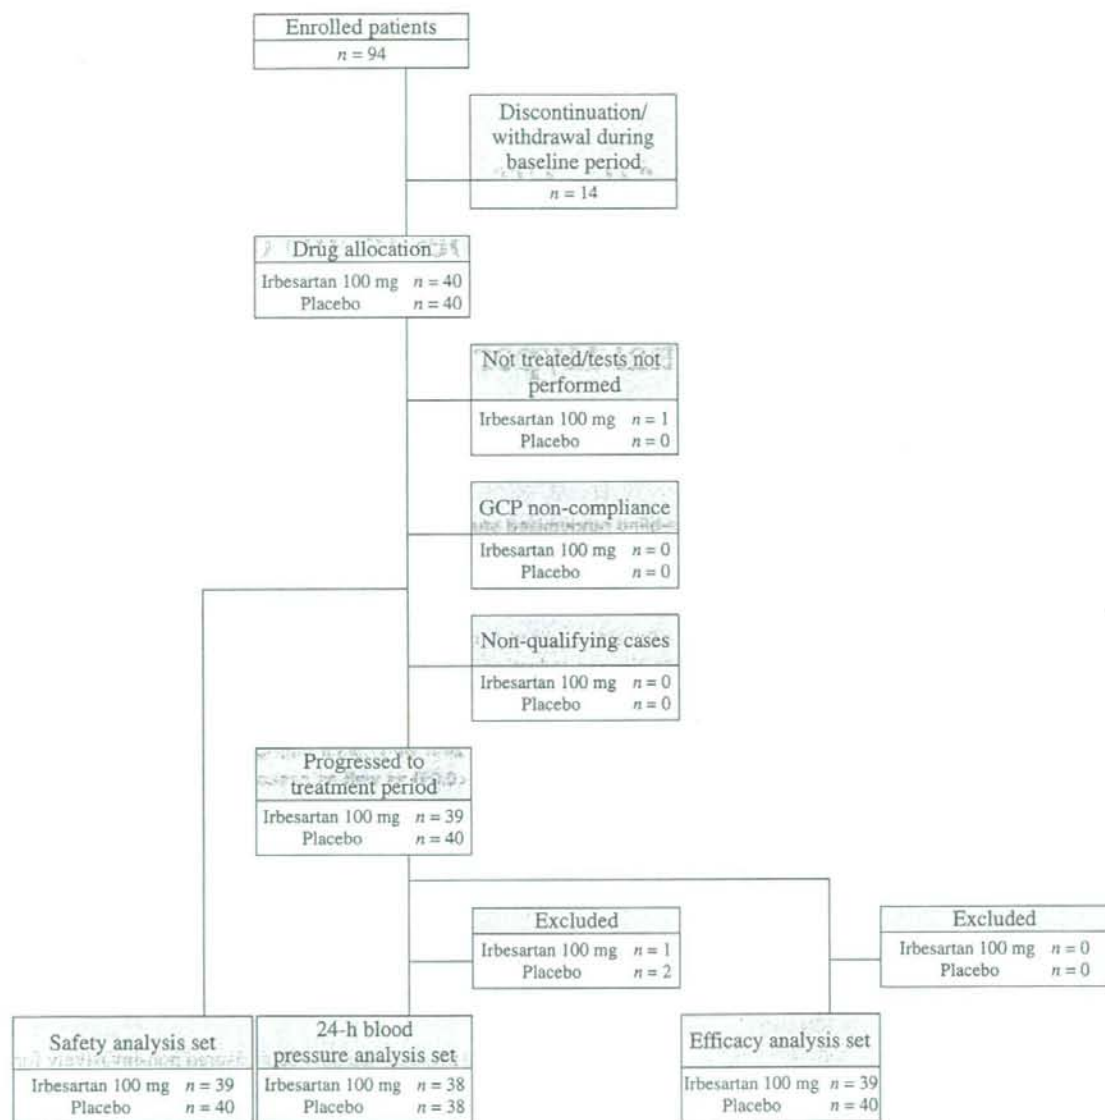 Enrolled patients
n = 94
Discontinuation/
withdrawal during
baseline period
n = 14
Drug allocation
Irbesartan 100 mg n = 40
Placebo n = 40
Not treated/tests not
performed
Irbesartan 100 mg n = 1
Placebo n = 0
GCP non-compliance
Irbesartan 100 mg n = 0
Placebo n = 0
Non-qualifying cases
Irbesartan 100 mg n = 0
Placebo n = 0
Progressed to
treatment period
Irbesartan 100 mg n = 39
Placebo n = 40
Excluded
Irbesartan 100 mg n = 1
Placebo n = 2
Excluded
Irbesartan 100 mg n = 0
Placebo n = 0
Safety analysis set
Irbesartan 100 mg n = 39
Placebo n = 40
24-h blood
pressure analysis set
Irbesartan 100 mg n = 38
Placebo n = 38
Efficacy analysis set
Irbesartan 100 mg n = 39
Placebo n = 40